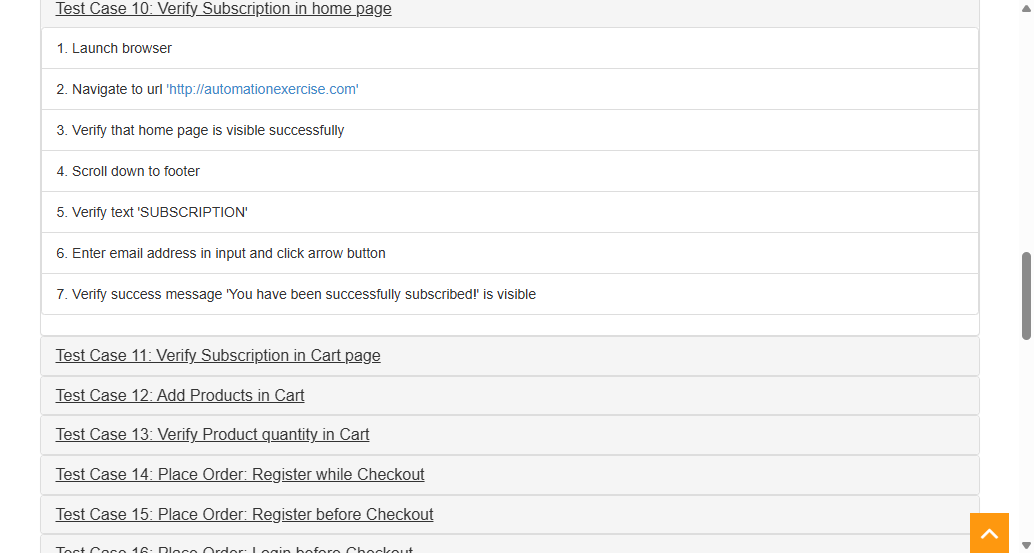 Test Case 10: Verify Subscription in home page
1. Launch browser
2. Navigate to url 'http://automationexercise.com'
3. Verify that home page is visible successfully
4. Scroll down to footer
5. Verify text 'SUBSCRIPTION'
6. Enter email address in input and click arrow button
7. Verify success message 'You have been successfully subscribed!' is visible
Test Case 11: Verify Subscription in Cart page
Test Case 12: Add Products in Cart
Test Case 13: Verify Product quantity in Cart
Test Case 14: Place Order: Register while Checkout
Test Case 15: Place Order: Register before Checkout
Test Case 16: Place Order: Login before Checkout